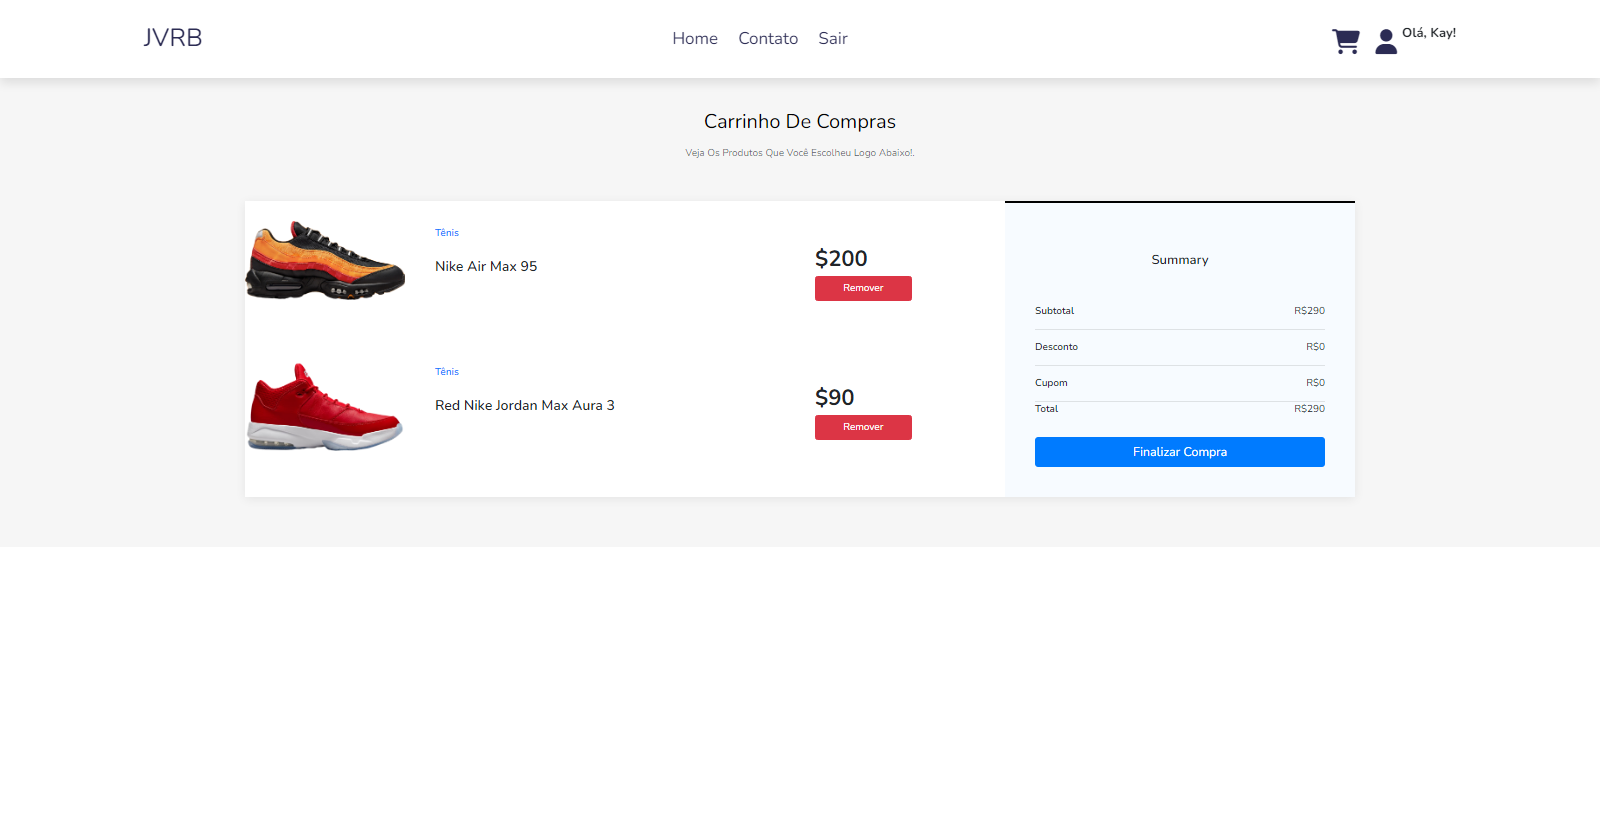 JVRB
Home Contato Sair
Olá, Kay!
Carrinho De Compras
Veja Os Produtos Que Você Escolheu Logo Abaixo!.
Tênis
Nike Air Max 95
$200
Remover
Tênis
Red Nike Jordan Max Aura 3
$90
Remover
Summary
Subtotal R$290
Desconto R$0
Cupom R$0
Total R$290
Finalizar Compra